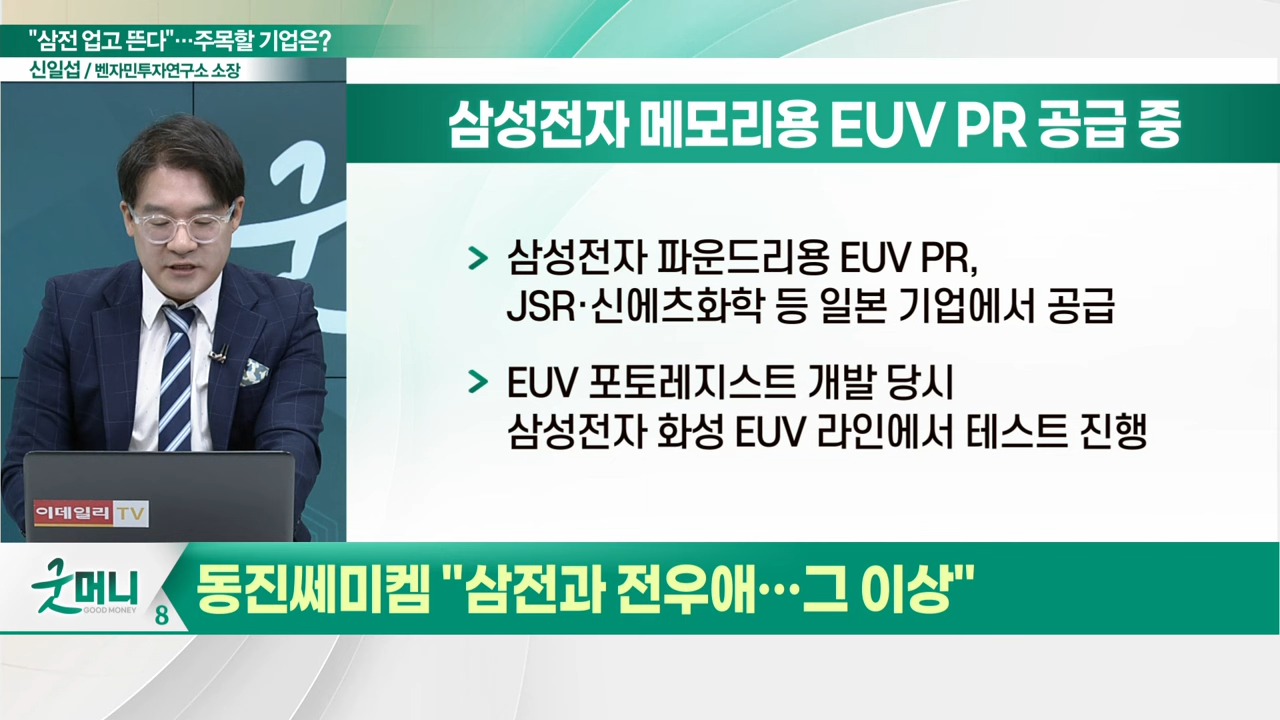 "삼전 업고 뜬다"…주목할 기업은?
신일섭 / 벤자민투자연구소 소장
삼성전자 메모리용 EUV PR 공급 중
> 삼성전자 파운드리용 EUV PR,
JSR·신에츠화학 등 일본 기업에서 공급
> EUV 포토레지스트 개발 당시
삼성전자 화성 EUV 라인에서 테스트 진행
이데일리 TV
굿머니
GOOD MONEY
8
동진쎄미켐 "삼전과 전우애…그 이상"